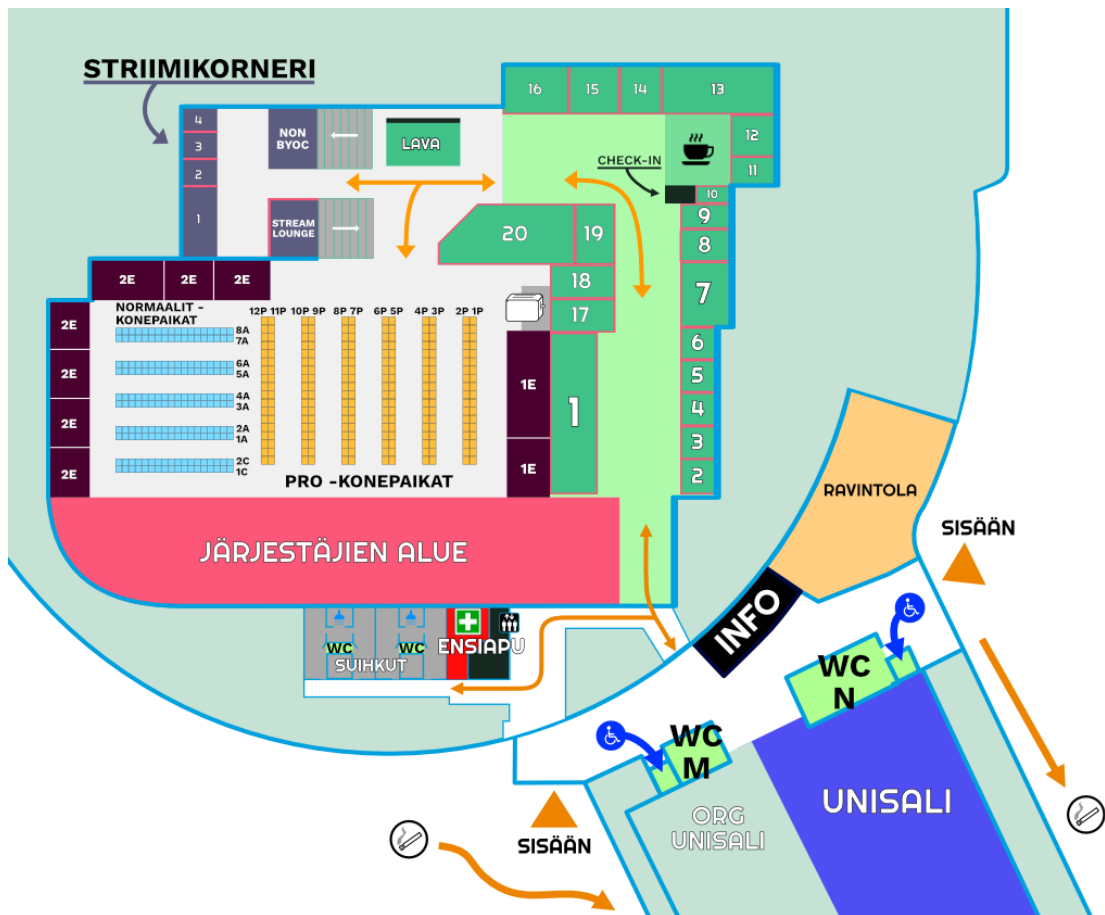 STRIIMIKORNERI
16
15
14
13
4
3
2
1
NON
BYOC
LAVA
CHECK-IN
12
11
10
9
8
7
6
5
4
3
2
STREAM
LOUNGE
20
19
18
17
1
2E
2E
2E
2E
2E
2E
2E
NORMAALIT -
KONEPAIKAT
8A
7A
6A
5A
4A
3A
2A
1A
2C
1C
12P 11P 10P 9P 8P 7P 6P 5P 4P 3P 2P 1P
PRO -KONEPAIKAT
1E
1E
JÄRJESTÄJIEN ALUE
RAVINTOLA
SISÄÄN
INFO
WC
WC
SUIHKUT
ENSIAPU
WC
N
WC
M
ORG
UNISALI
UNISALI
SISÄÄN